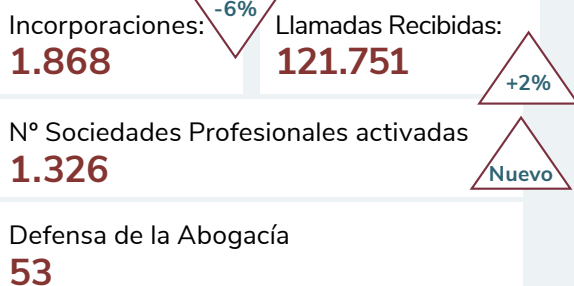 -6%
Incorporaciones:
1.868
Llamadas Recibidas:
121.751
+2%
Nº Sociedades Profesionales activadas
1.326
Nuevo
Defensa de la Abogacía
53